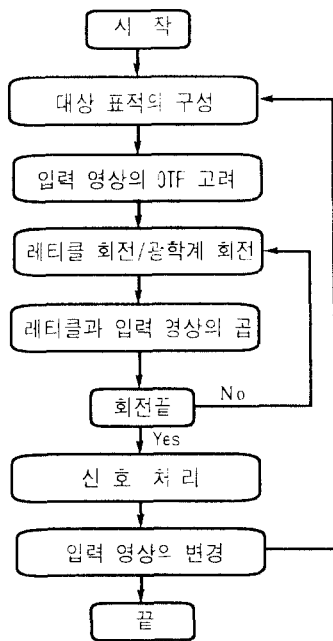 시 작
대상 표적의 구성
입력 영상의 OTF 고려
레티클 회전/광학계 회전
레티클과 입력 영상의 곱
회전끝
No
Yes
신 호 처 리
입력 영상의 변경
끝